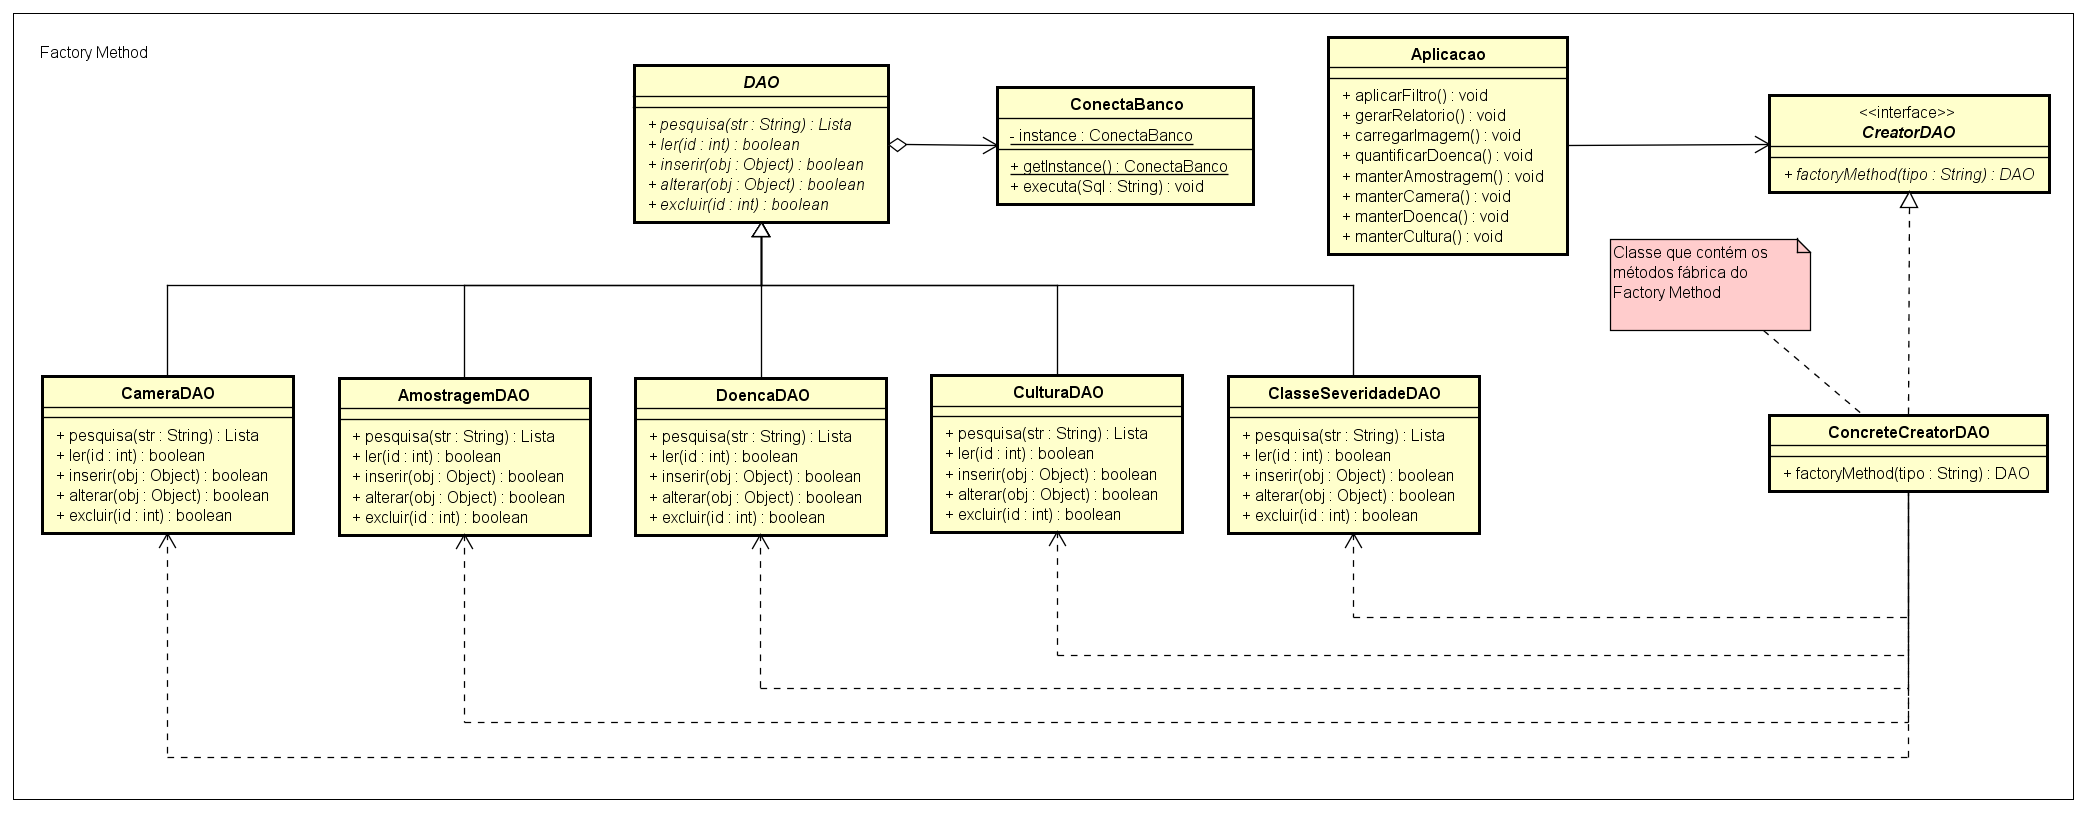 Factory Method
DAO
+ pesquisa(str : String) : Lista
+ ler(id : int) : boolean
+ inserir(obj : Object) : boolean
+ alterar(obj : Object) : boolean
+ excluir(id : int) : boolean
ConectaBanco
- instance : ConectaBanco
+ getInstance() : ConectaBanco
+ executa(Sql : String) : void
Aplicacao
+ aplicarFiltro() : void
+ gerarRelatorio() : void
+ carregarImagem() : void
+ quantificarDoenca() : void
+ manterAmostragem() : void
+ manterCamera() : void
+ manterDoenca() : void
+ manterCultura() : void
<<interface>>
CreatorDAO
+ factoryMethod(tipo : String) : DAO
Classe que contém os
métodos fábrica do
Factory Method
CameraDAO
+ pesquisa(str : String) : Lista
+ ler(id : int) : boolean
+ inserir(obj : Object) : boolean
+ alterar(obj : Object) : boolean
+ excluir(id : int) : boolean
AmostragemDAO
+ pesquisa(str : String) : Lista
+ ler(id : int) : boolean
+ inserir(obj : Object) : boolean
+ alterar(obj : Object) : boolean
+ excluir(id : int) : boolean
DoencaDAO
+ pesquisa(str : String) : Lista
+ ler(id : int) : boolean
+ inserir(obj : Object) : boolean
+ alterar(obj : Object) : boolean
+ excluir(id : int) : boolean
CulturaDAO
+ pesquisa(str : String) : Lista
+ ler(id : int) : boolean
+ inserir(obj : Object) : boolean
+ alterar(obj : Object) : boolean
+ excluir(id : int) : boolean
ClasseSeveridadeDAO
+ pesquisa(str : String) : Lista
+ ler(id : int) : boolean
+ inserir(obj : Object) : boolean
+ alterar(obj : Object) : boolean
+ excluir(id : int) : boolean
ConcreteCreatorDAO
+ factoryMethod(tipo : String) : DAO